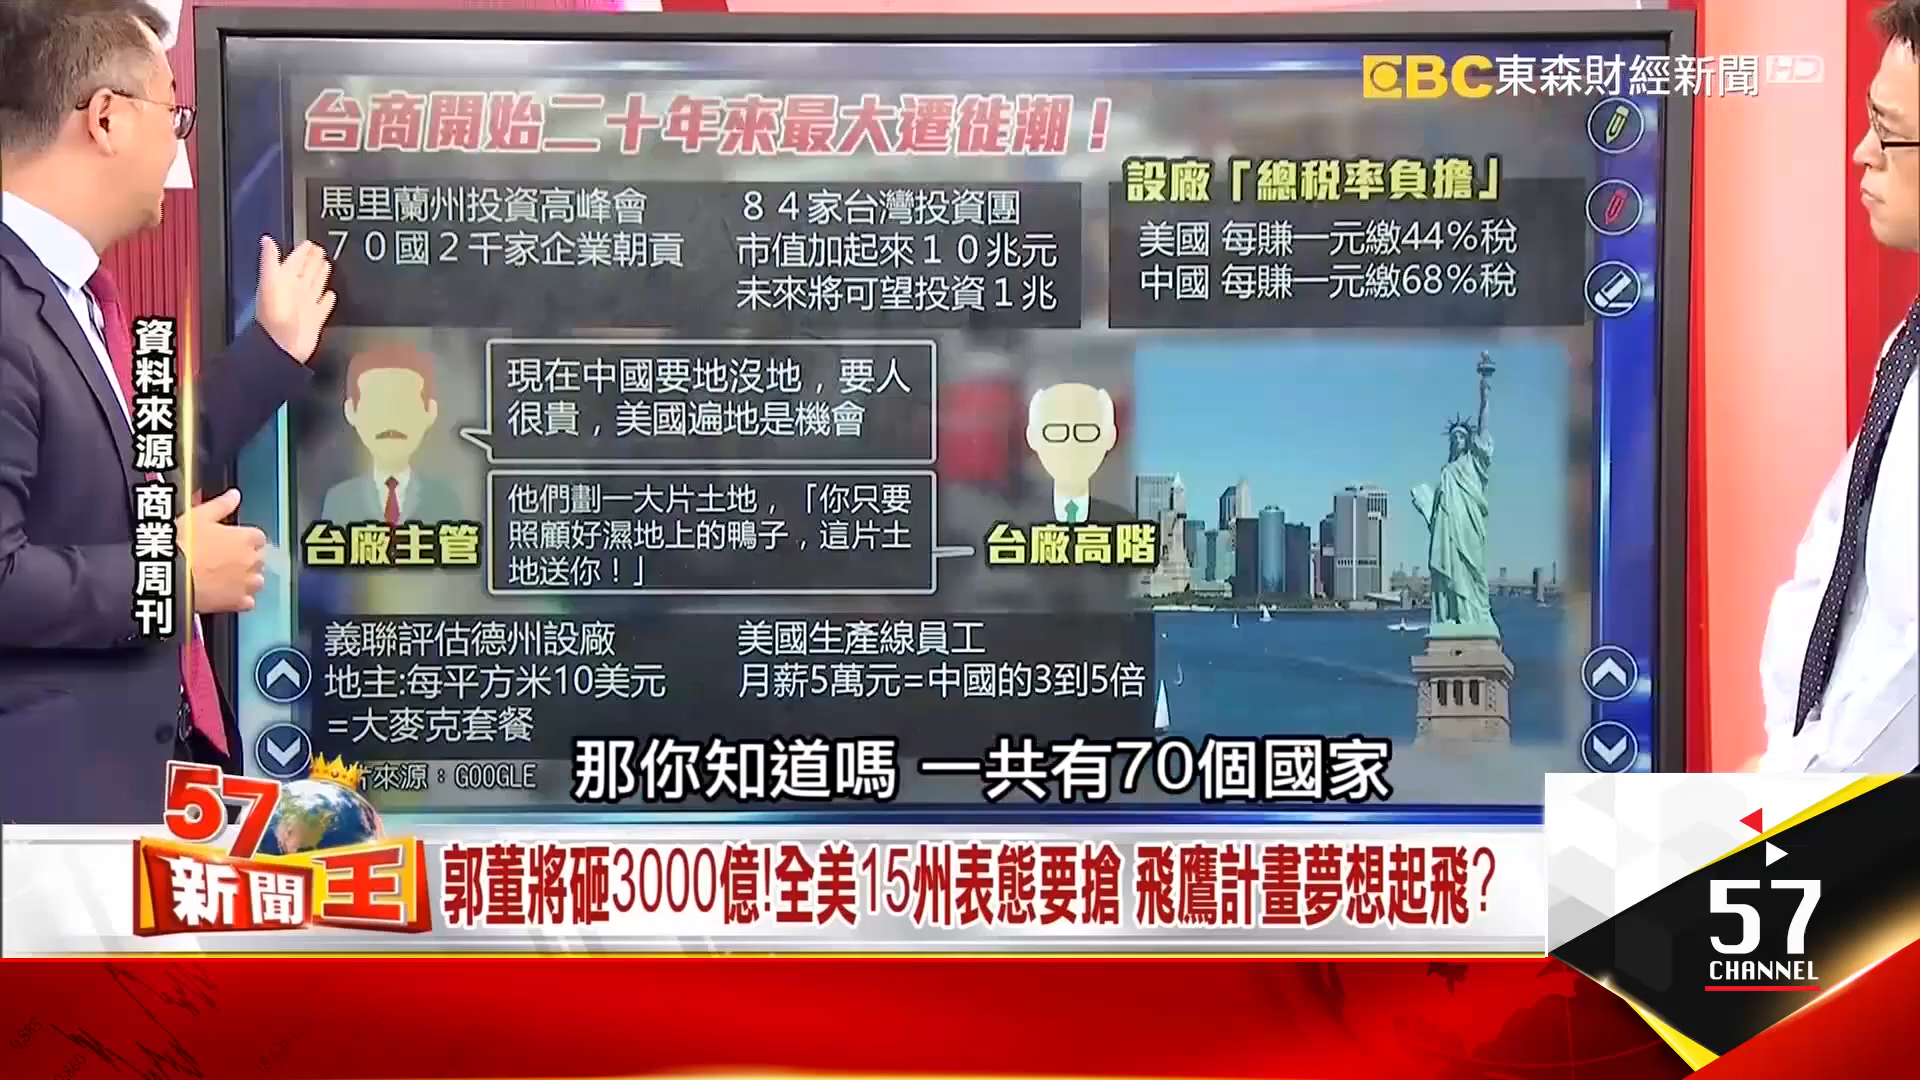 EBC東森財經新聞HD
台商開始二十年來最大遷徙潮！
馬里蘭州投資高峰會
７０國２千家企業朝貢
８４家台灣投資團
市值加起來１０兆元
未來將可望投資１兆
設廠「總稅率負擔」
美國 每賺一元繳44%稅
中國 每賺一元繳68%稅
資料來源：商業周刊
現在中國要地沒地，要人
很貴，美國遍地是機會
台廠主管
他們劃一大片土地，「你只要
照顧好濕地上的鴨子，這片土
地送你！」
台廠高階
義聯評估德州設廠
地主:每平方米10美元
=大麥克套餐
美國生產線員工
月薪5萬元=中國的3到5倍
片來源：GOOGLE
那你知道嗎 一共有70個國家
57
新聞王
郭董將砸3000億!全美15州表態要搶 飛鷹計畫夢想起飛?
57
CHANNEL